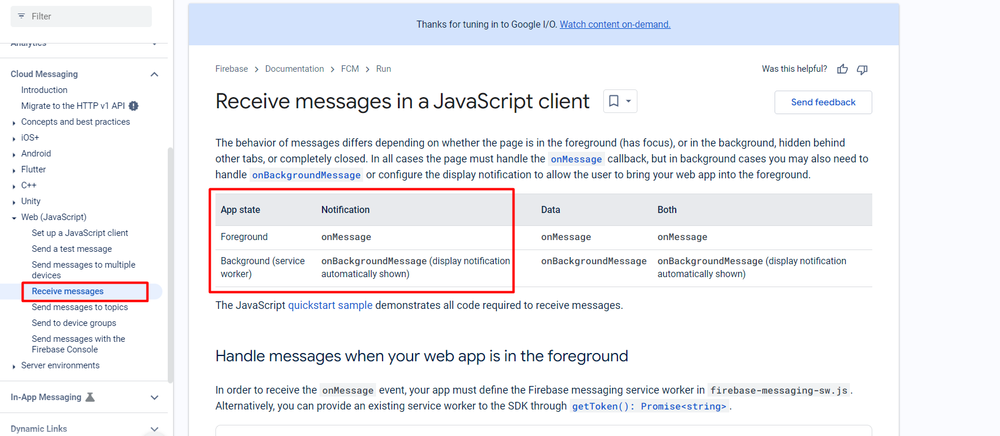 Filter
Analytics
Cloud Messaging
Introduction
Migrate to the HTTP v1 API
Concepts and best practices
iOS+
Android
Flutter
C++
Unity
Web (JavaScript)
Set up a JavaScript client
Send a test message
Send messages to multiple
devices
Receive messages
Send messages to topics
Send to device groups
Send messages with the
Firebase Console
Server environments
In-App Messaging
Dynamic Links
Thanks for tuning in to Google I/O. Watch content on-demand.
Firebase > Documentation > FCM > Run
Was this helpful?
Receive messages in a JavaScript client
Send feedback
The behavior of messages differs depending on whether the page is in the foreground (has focus), or in the background, hidden behind
other tabs, or completely closed. In all cases the page must handle the onMessage callback, but in background cases you may also need to
handle onBackgroundMessage or configure the display notification to allow the user to bring your web app into the foreground.
App state Notification Data Both
Foreground onMessage onMessage onMessage
Background (service onBackgroundMessage (display notification onBackgroundMessage onBackgroundMessage (display notification
worker) automatically shown) automatically shown)
The JavaScript quickstart sample demonstrates all code required to receive messages.
Handle messages when your web app is in the foreground
In order to receive the onMessage event, your app must define the Firebase messaging service worker in firebase-messaging-sw.js.
Alternatively, you can provide an existing service worker to the SDK through getToken(): Promise<string>.